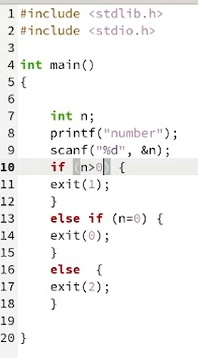 1 #include <stdlib.h>
2 #include <stdio.h>
3
4 int main()
5 {
6
7 int n;
8 printf("number");
9 scanf("%d", &n);
10 if (n>0) {
11 exit(1);
12 }
13 else if (n=0) {
14 exit(0);
15 }
16 else {
17 exit(2);
18 }
19
20 }